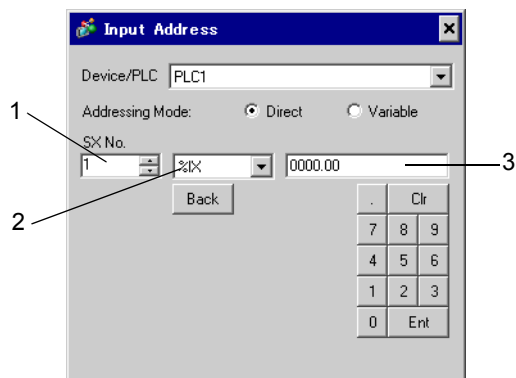 Input Address
Device/PLC PLC1
Addressing Mode: Direct Variable
SX No.
1 1 %IX 0000.00 3
2 Back . Clr
7 8 9
4 5 6
1 2 3
0 Ent